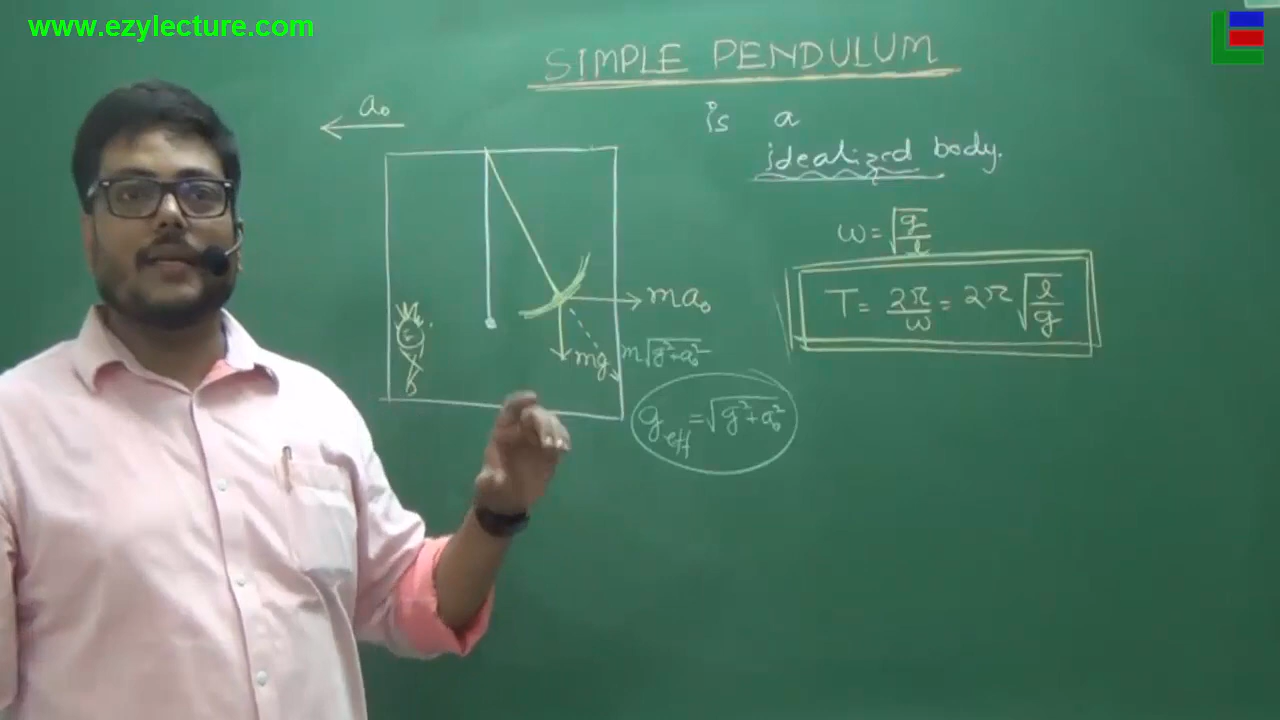 www.ezylecture.com
SIMPLE PENDULUM
is a
idealized body.
a₀
ω = √(g/l)
T = 2π/ω = 2π √(l/g)
ma₀
mg
m√(g²+a₀²)
g_eff = √(g²+a₀²)